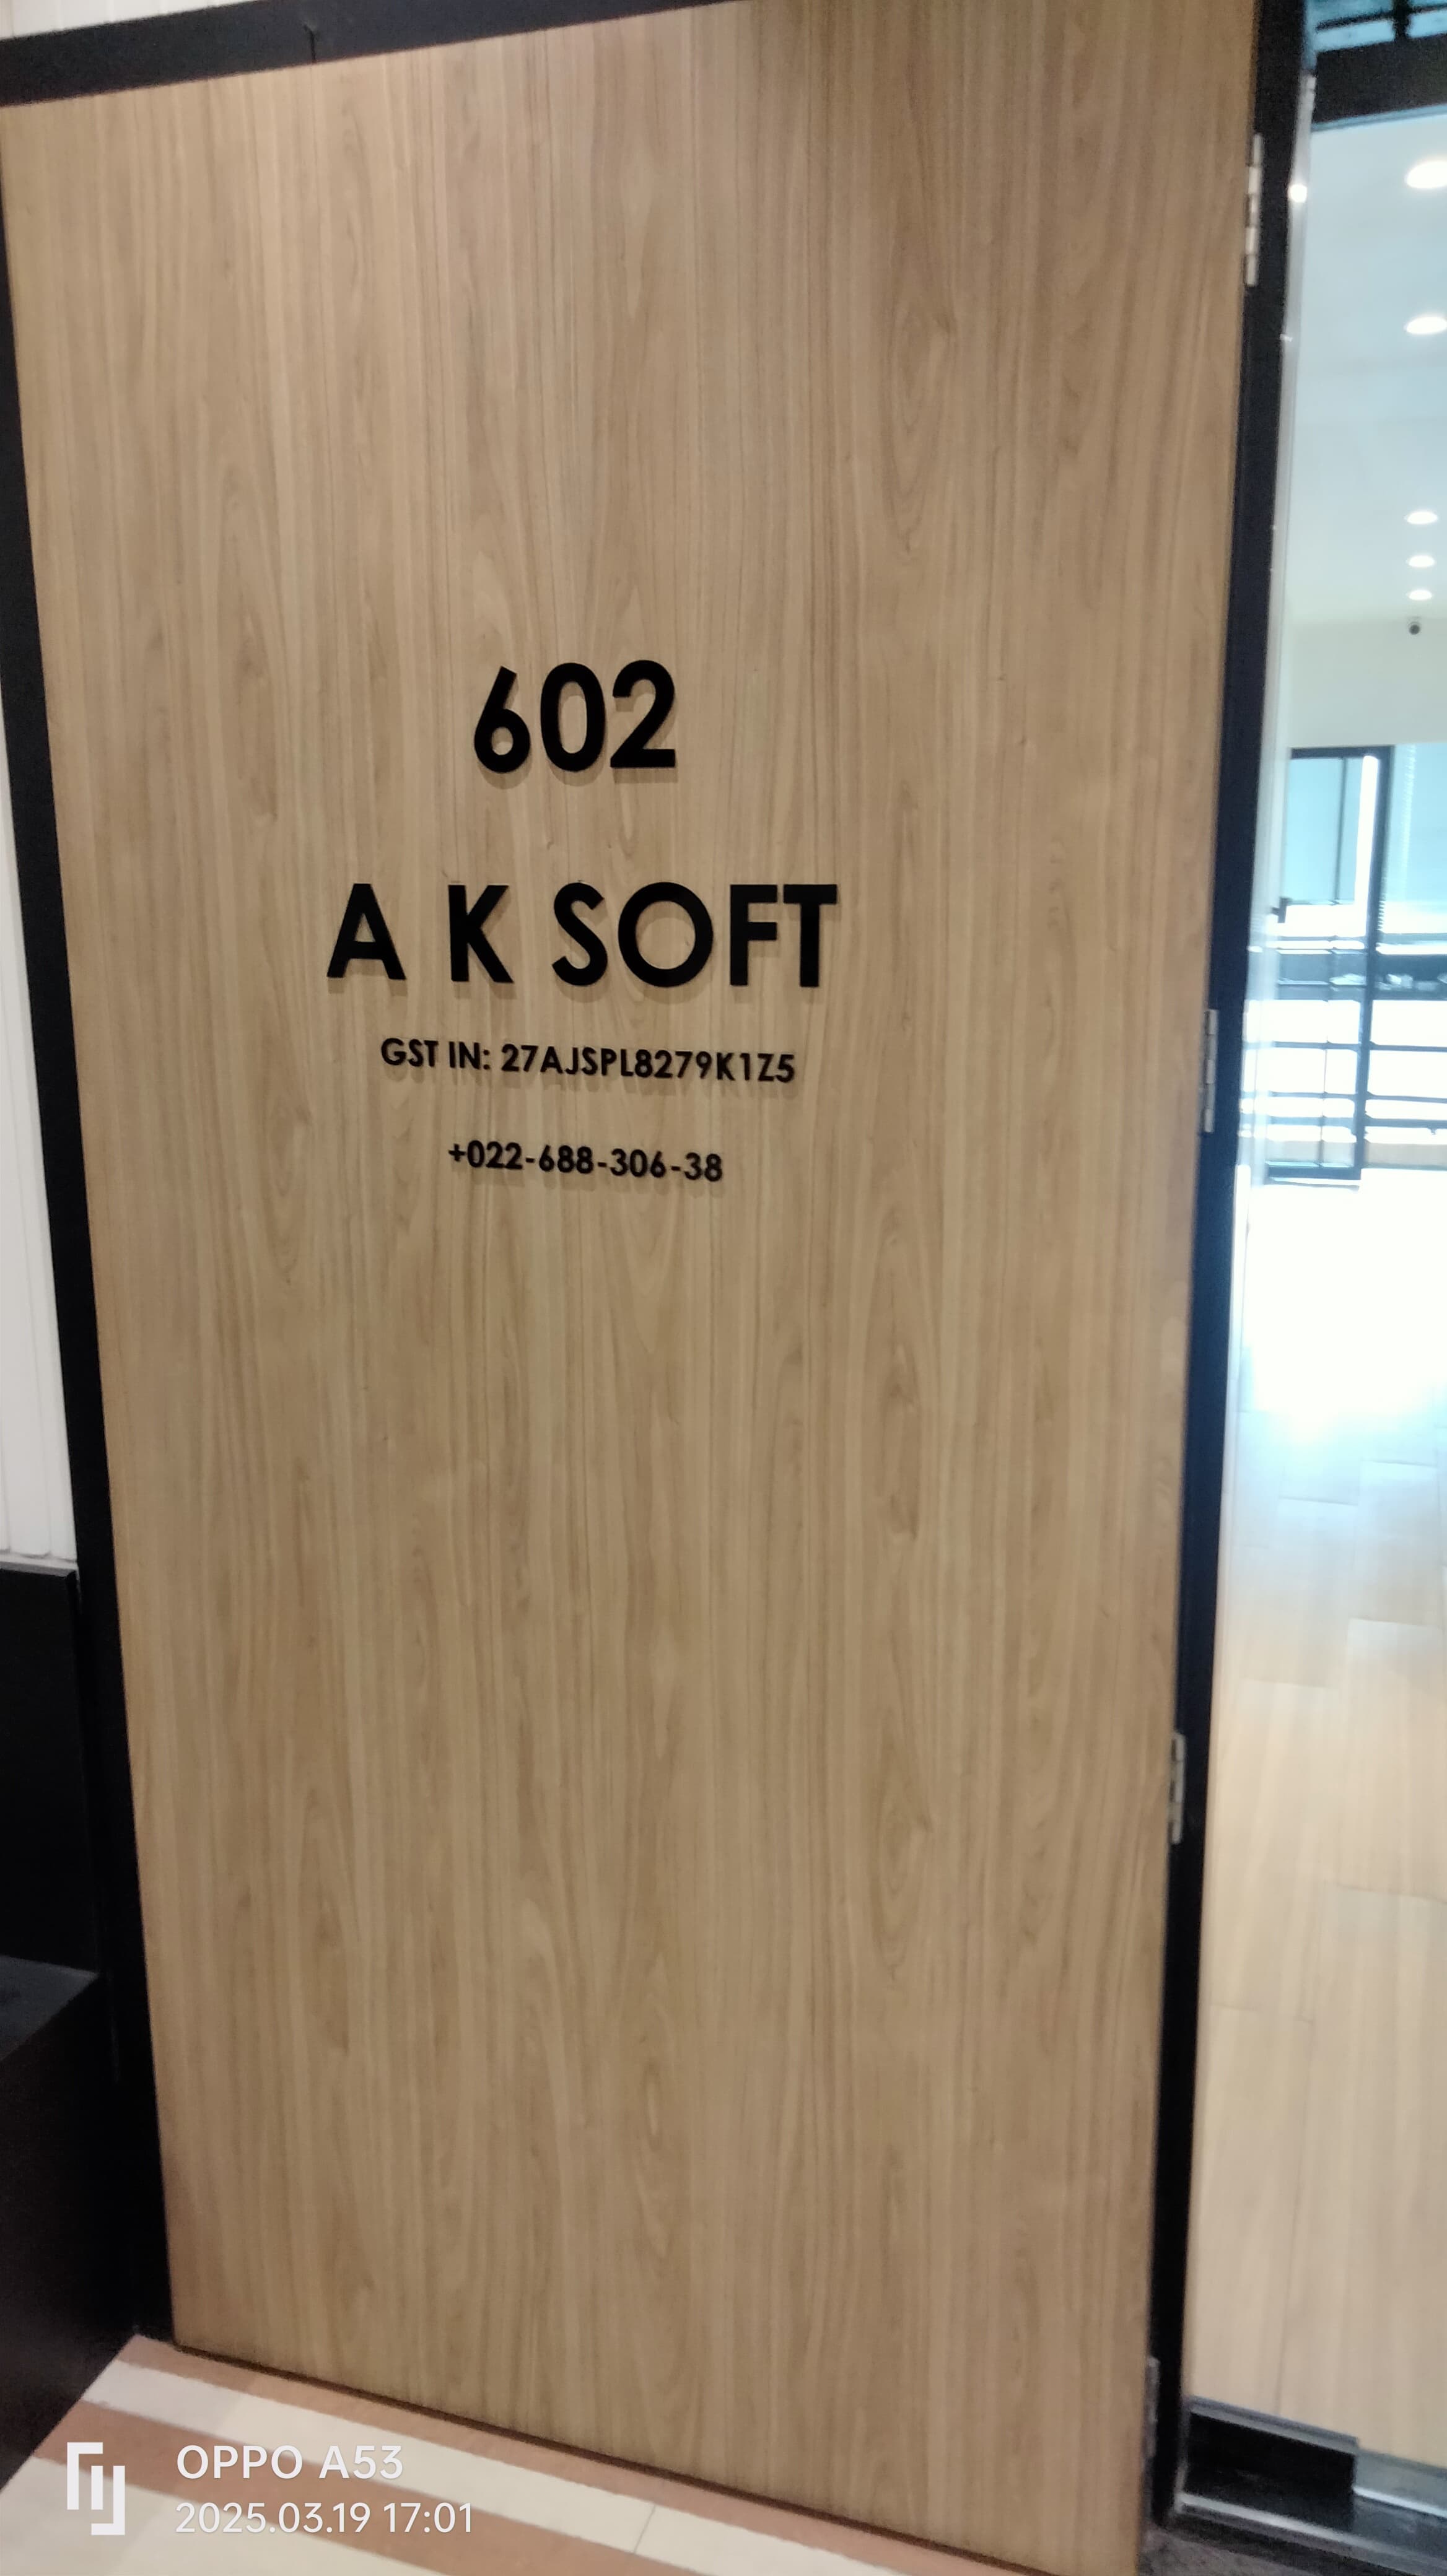 602
A K SOFT
GST IN: 27AJSPL8279K1Z5
+022-688-306-38
OPPO A53
2025.03.19 17:01